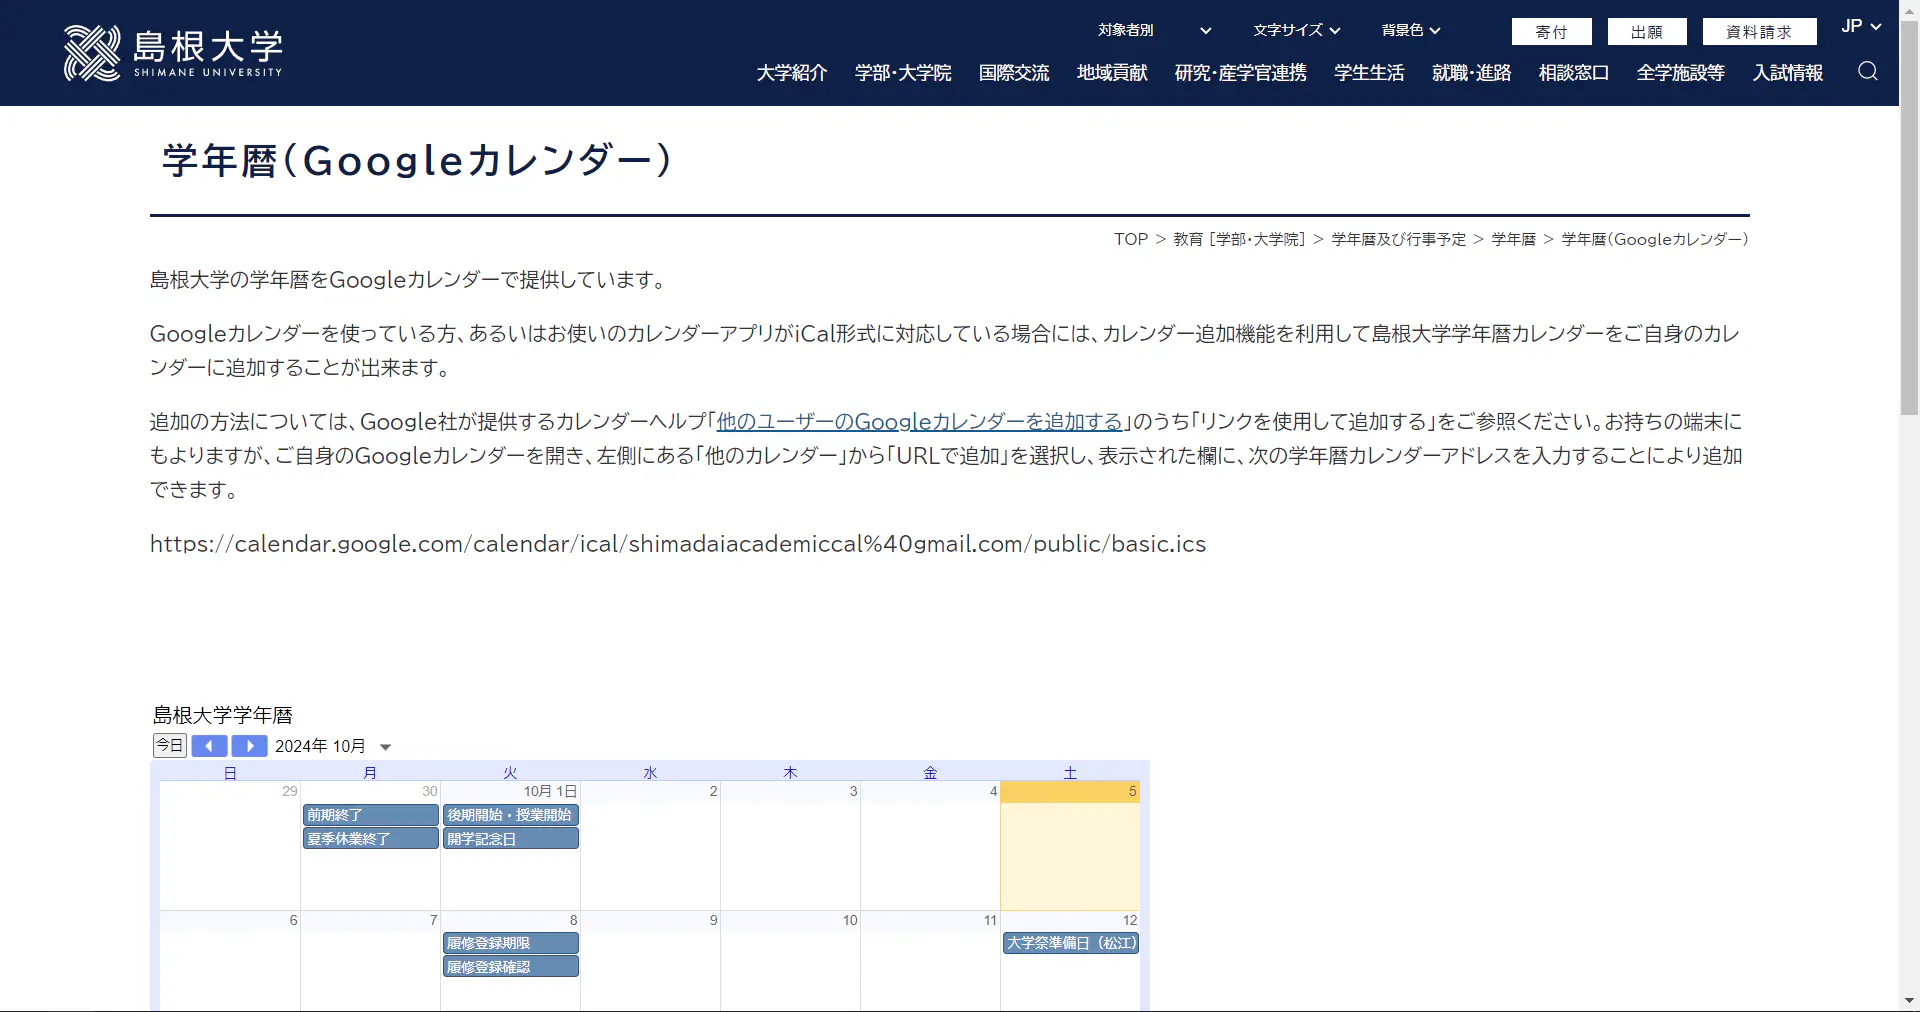 島根大学
SHIMANE UNIVERSITY
対象者別 文字サイズ 背景色 寄付 出願 資料請求 JP
大学紹介 学部・大学院 国際交流 地域貢献 研究・産学官連携 学生生活 就職・進路 相談窓口 全学施設等 入試情報
学年暦(Googleカレンダー)
TOP > 教育 [学部・大学院] > 学年暦及び行事予定 > 学年暦 > 学年暦(Googleカレンダー)
島根大学の学年暦をGoogleカレンダーで提供しています。
Googleカレンダーを使っている方、あるいはお使いのカレンダーアプリがiCal形式に対応している場合には、カレンダー追加機能を利用して島根大学学年暦カレンダーをご自身のカレ
ンダーに追加することが出来ます。
追加の方法については、Google社が提供するカレンダーヘルプ「他のユーザーのGoogleカレンダーを追加する」のうち「リンクを使用して追加する」をご参照ください。お持ちの端末に
もよりますが、ご自身のGoogleカレンダーを開き、左側にある「他のカレンダー」から「URLで追加」を選択し、表示された欄に、次の学年暦カレンダーアドレスを入力することにより追加
できます。
https://calendar.google.com/calendar/ical/shimadaiacademiccal%40gmail.com/public/basic.ics
島根大学学年暦
今日 2024年 10月
日 月 火 水 木 金 土
29 30 10月 1日 2 3 4 5
前期終了 後期開始・授業開始
夏季休業終了 開学記念日
6 7 8 9 10 11 12
履修登録期限 大学祭準備日（松江）
履修登録確認